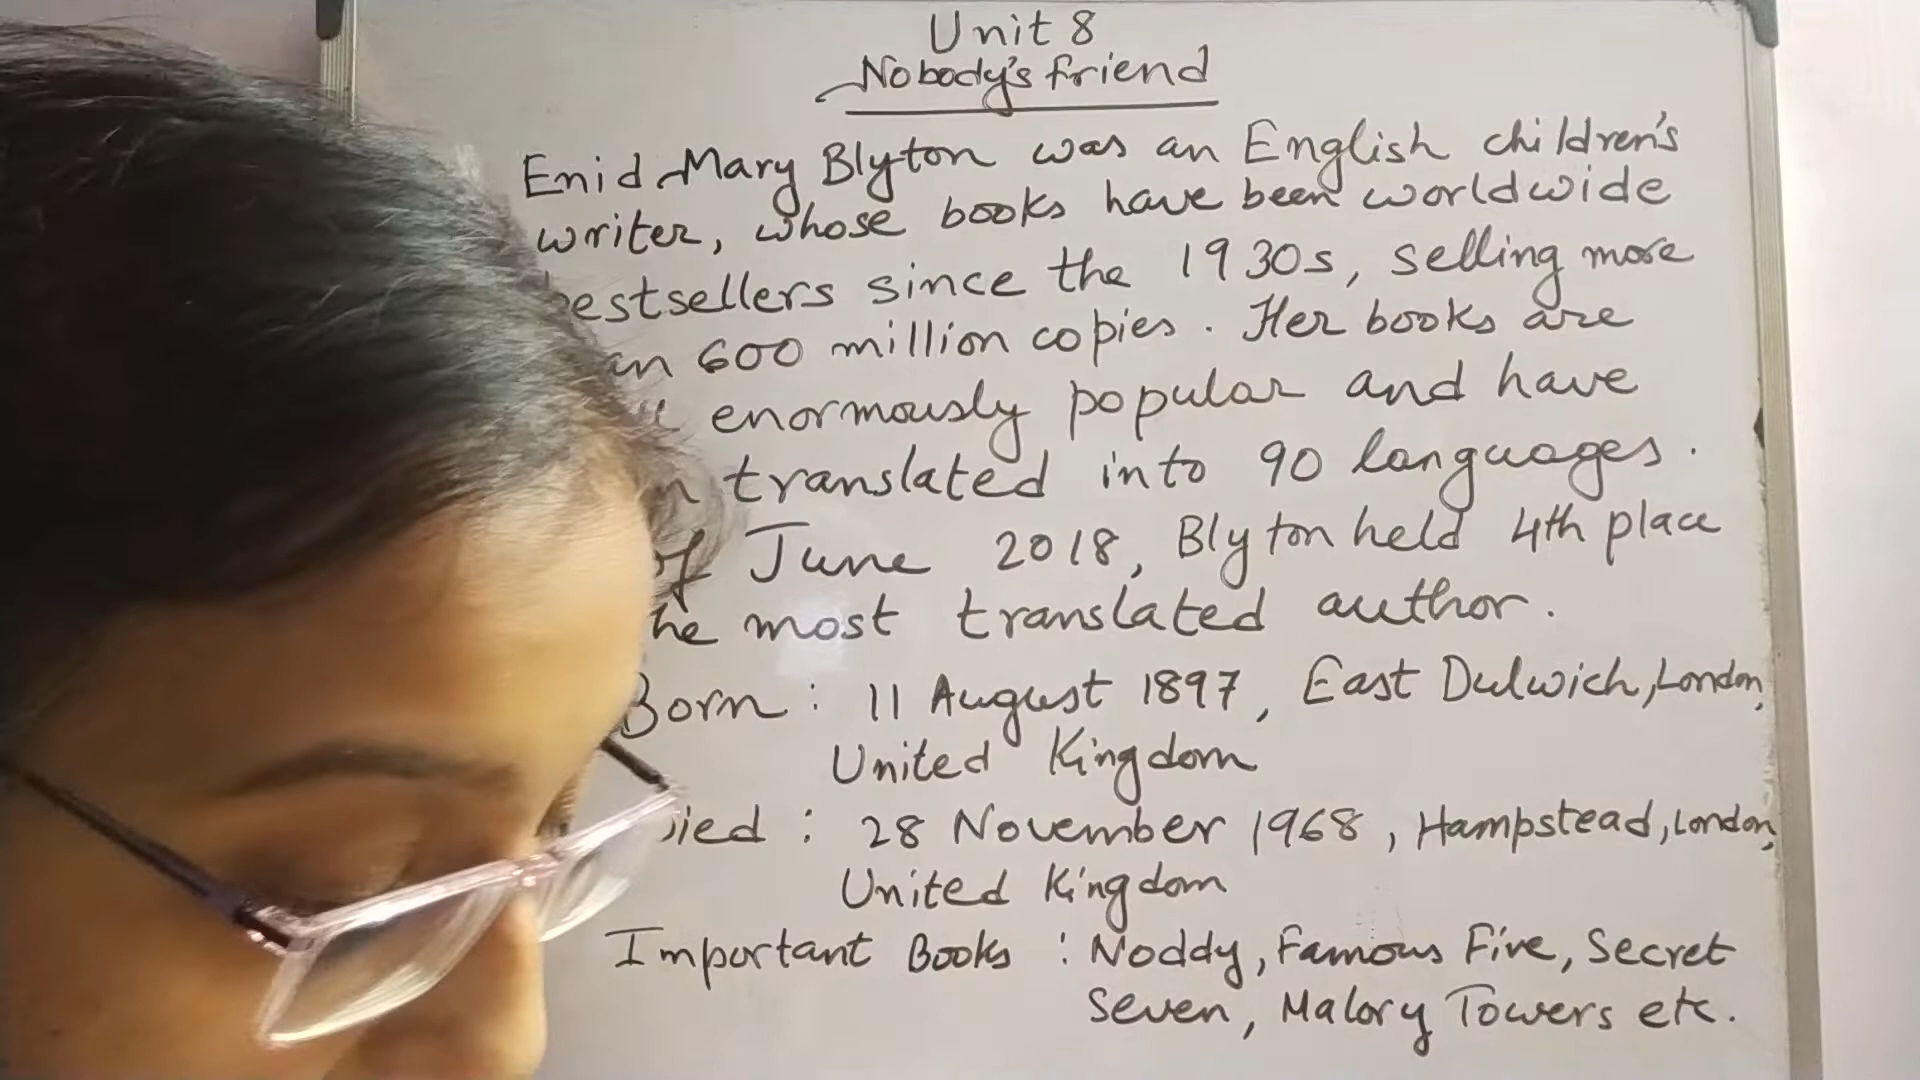 Unit 8
Nobody's friend
Enid Mary Blyton was an English children's
writer, whose books have been worldwide
bestsellers since the 1930s, selling more
600 million copies. Her books are
enormously popular and have
translated into 90 languages.
of June 2018, Blyton held 4th place
most translated author.
Born : 11 August 1897, East Dulwich, London,
United Kingdom
Died : 28 November 1968, Hampstead, London,
United Kingdom
Important Books : Noddy, Famous Five, Secret
Seven, Malory Towers etc.